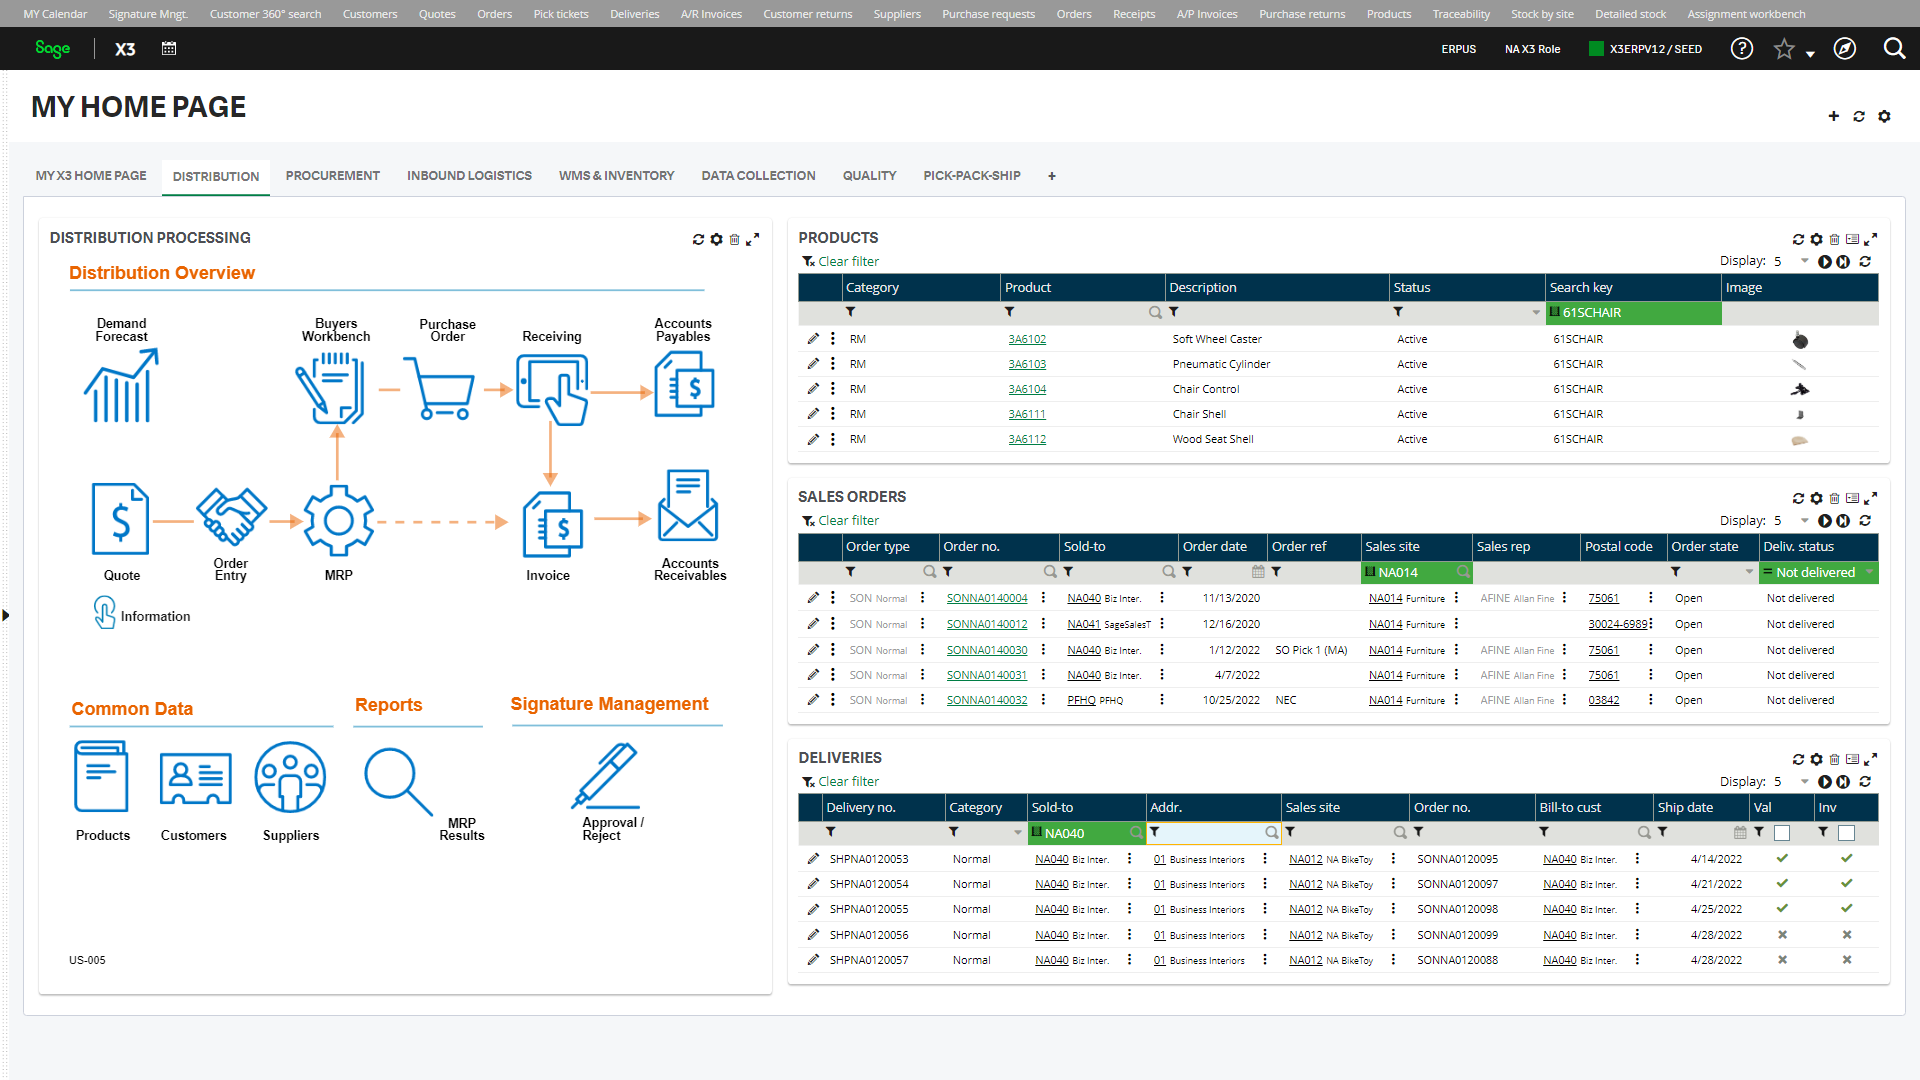 MY Calendar Signature Mngt. Customer 360° search Customers Quotes Orders Pick tickets Deliveries A/R Invoices Customer returns Suppliers Purchase requests Orders Receipts A/P Invoices Purchase returns Products Traceability Stock by site Detailed stock Assignment workbench
Sage X3 ERPUS NA X3 Role X3ERPV12 / SEED
MY HOME PAGE
MY X3 HOME PAGE DISTRIBUTION PROCUREMENT INBOUND LOGISTICS WMS & INVENTORY DATA COLLECTION QUALITY PICK-PACK-SHIP +
DISTRIBUTION PROCESSING
Distribution Overview
Demand Forecast
Buyers Workbench
Purchase Order
Receiving
Accounts Payables
Quote
Order Entry
MRP
Invoice
Accounts Receivables
Information
Common Data
Reports
Signature Management
Products
Customers
Suppliers
MRP Results
Approval / Reject
US-005
PRODUCTS
Clear filter Display: 5
Category Product Description Status Search key Image
61SCHAIR
RM 3A6102 Soft Wheel Caster Active 61SCHAIR
RM 3A6103 Pneumatic Cylinder Active 61SCHAIR
RM 3A6104 Chair Control Active 61SCHAIR
RM 3A6111 Chair Shell Active 61SCHAIR
RM 3A6112 Wood Seat Shell Active 61SCHAIR
SALES ORDERS
Clear filter Display: 5
Order type Order no. Sold-to Order date Order ref Sales site Sales rep Postal code Order state Deliv. status
NA014 = Not delivered
SON Normal SONNA0140004 NA040 Biz Inter. 11/13/2020 NA014 Furniture AFINE Allan Fine 75061 Open Not delivered
SON Normal SONNA0140012 NA041 SageSalesT 12/16/2020 NA014 Furniture 30024-6989 Open Not delivered
SON Normal SONNA0140030 NA040 Biz Inter. 1/12/2022 SO Pick 1 (MA) NA014 Furniture AFINE Allan Fine 75061 Open Not delivered
SON Normal SONNA0140031 NA040 Biz Inter. 4/7/2022 NA014 Furniture AFINE Allan Fine 75061 Open Not delivered
SON Normal SONNA0140032 PFHQ PFHQ 10/25/2022 NEC NA014 Furniture AFINE Allan Fine 03842 Open Not delivered
DELIVERIES
Clear filter Display: 5
Delivery no. Category Sold-to Addr. Sales site Order no. Bill-to cust Ship date Val Inv
NA040
SHPNA0120053 Normal NA040 Biz Inter. 01 Business Interiors NA012 NA BikeToy SONNA0120095 NA040 Biz Inter. 4/14/2022
SHPNA0120054 Normal NA040 Biz Inter. 01 Business Interiors NA012 NA BikeToy SONNA0120097 NA040 Biz Inter. 4/21/2022
SHPNA0120055 Normal NA040 Biz Inter. 01 Business Interiors NA012 NA BikeToy SONNA0120098 NA040 Biz Inter. 4/25/2022
SHPNA0120056 Normal NA040 Biz Inter. 01 Business Interiors NA012 NA BikeToy SONNA0120099 NA040 Biz Inter. 4/28/2022
SHPNA0120057 Normal NA040 Biz Inter. 01 Business Interiors NA012 NA BikeToy SONNA0120088 NA040 Biz Inter. 4/28/2022